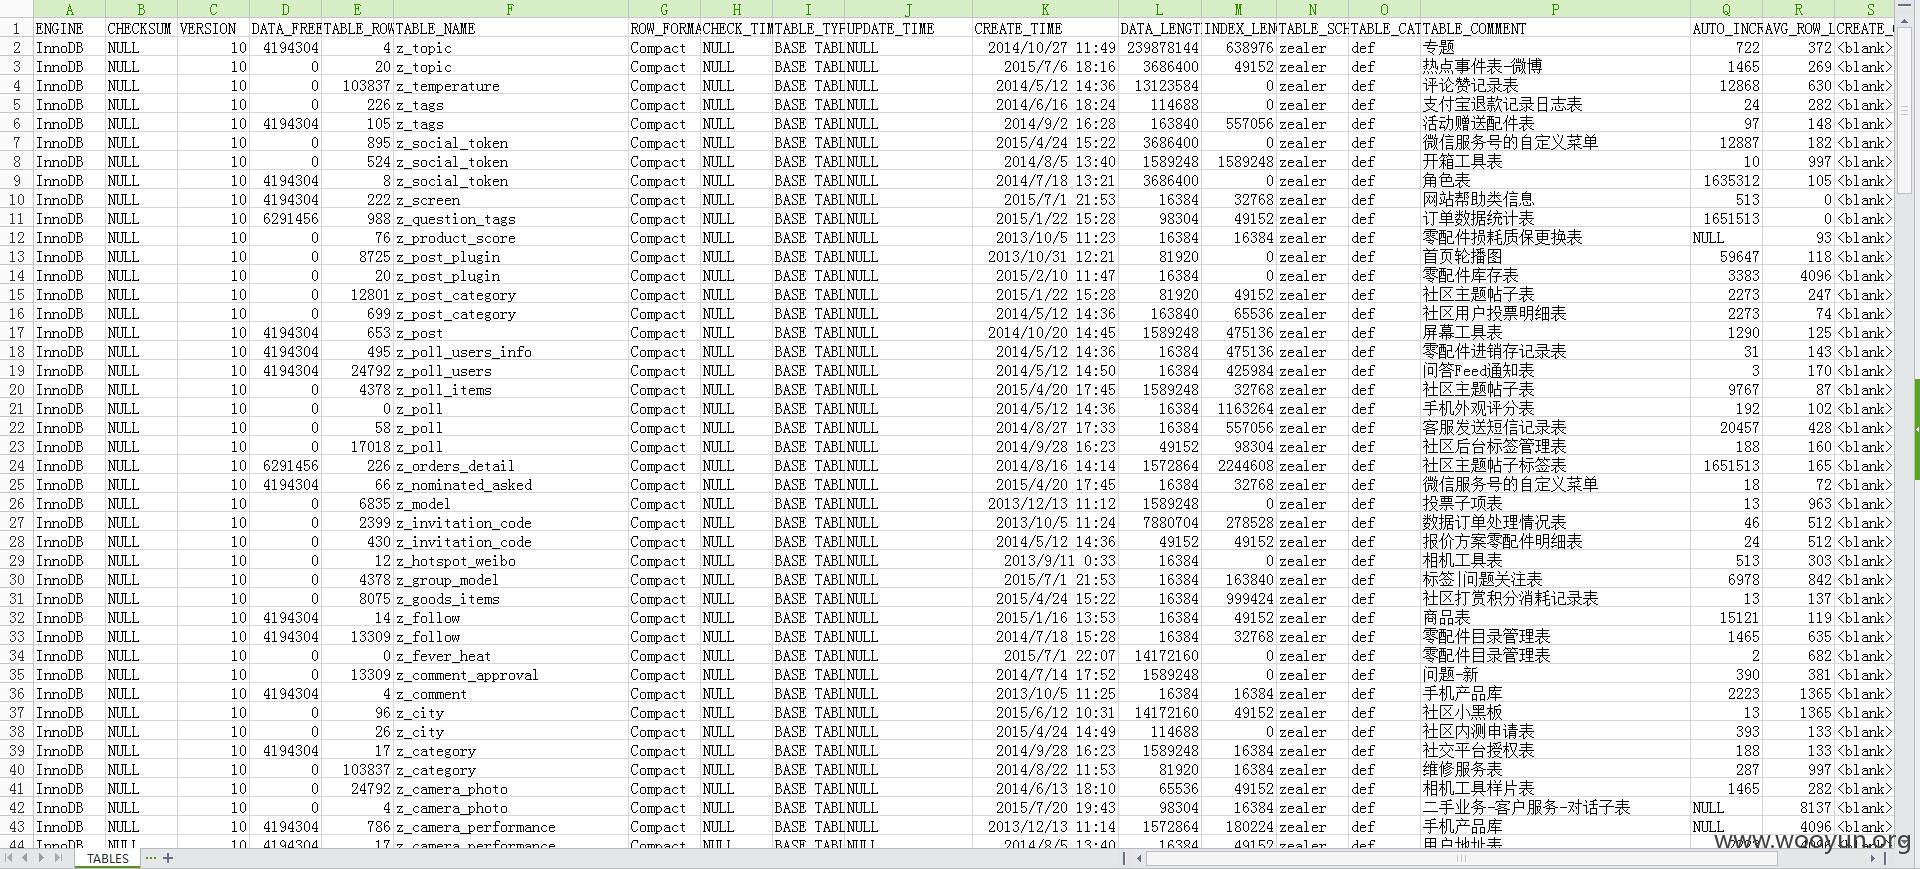 A B C D E F G H I J K L M N O P Q R S
1 ENGINE CHECKSUM VERSION DATA_FREE TABLE_ROW TABLE_NAME ROW_FORMA CHECK_TIM TABLE_TYP UPDATE_TIME CREATE_TIME DATA_LENGT INDEX_LEN TABLE_SCH TABLE_CAT TABLE_COMMENT AUTO_INCR AVG_ROW_L CREATE_
2 InnoDB NULL 10 4194304 4 z_topic Compact NULL BASE TABL NULL 2014/10/27 11:49 239878144 638976 zealer def 专题 722 372 <blank>
3 InnoDB NULL 10 0 20 z_topic Compact NULL BASE TABL NULL 2015/7/6 18:16 3686400 49152 zealer def 热点事件表-微博 1465 269 <blank>
4 InnoDB NULL 10 0 103837 z_temperature Compact NULL BASE TABL NULL 2014/5/12 14:36 13123584 0 zealer def 评论赞记录表 12868 630 <blank>
5 InnoDB NULL 10 0 226 z_tags Compact NULL BASE TABL NULL 2014/6/16 18:24 114688 0 zealer def 支付宝退款记录日志表 24 282 <blank>
6 InnoDB NULL 10 4194304 105 z_tags Compact NULL BASE TABL NULL 2014/9/2 16:28 163840 557056 zealer def 活动赠送配件表 97 148 <blank>
7 InnoDB NULL 10 0 895 z_social_token Compact NULL BASE TABL NULL 2015/4/24 15:22 3686400 0 zealer def 微信服务号的自定义菜单 12887 182 <blank>
8 InnoDB NULL 10 0 524 z_social_token Compact NULL BASE TABL NULL 2014/8/5 13:40 1589248 1589248 zealer def 开箱工具表 10 997 <blank>
9 InnoDB NULL 10 4194304 8 z_social_token Compact NULL BASE TABL NULL 2014/7/18 13:21 3686400 0 zealer def 角色表 1635312 105 <blank>
10 InnoDB NULL 10 4194304 222 z_screen Compact NULL BASE TABL NULL 2015/7/1 21:53 16384 32768 zealer def 网站帮助类信息 513 0 <blank>
11 InnoDB NULL 10 6291456 988 z_question_tags Compact NULL BASE TABL NULL 2015/1/22 15:28 98304 49152 zealer def 订单数据统计表 1651513 0 <blank>
12 InnoDB NULL 10 0 76 z_product_score Compact NULL BASE TABL NULL 2013/10/5 11:23 16384 16384 zealer def 零配件损耗质保更换表 NULL 93 <blank>
13 InnoDB NULL 10 0 8725 z_post_plugin Compact NULL BASE TABL NULL 2013/10/31 12:21 81920 0 zealer def 首页轮播图 59647 118 <blank>
14 InnoDB NULL 10 0 20 z_post_plugin Compact NULL BASE TABL NULL 2015/2/10 11:47 16384 0 zealer def 零配件库存表 3383 4096 <blank>
15 InnoDB NULL 10 0 12801 z_post_category Compact NULL BASE TABL NULL 2015/1/22 15:28 81920 49152 zealer def 社区主题帖子表 2273 247 <blank>
16 InnoDB NULL 10 0 699 z_post_category Compact NULL BASE TABL NULL 2014/5/12 14:36 163840 65536 zealer def 社区用户投票明细表 2273 74 <blank>
17 InnoDB NULL 10 4194304 653 z_post Compact NULL BASE TABL NULL 2014/10/20 14:45 1589248 475136 zealer def 屏幕工具表 1290 125 <blank>
18 InnoDB NULL 10 4194304 495 z_poll_users_info Compact NULL BASE TABL NULL 2014/5/12 14:36 16384 475136 zealer def 零配件进销存记录表 31 143 <blank>
19 InnoDB NULL 10 4194304 24792 z_poll_users Compact NULL BASE TABL NULL 2014/5/12 14:50 16384 425984 zealer def 问答Feed通知表 3 170 <blank>
20 InnoDB NULL 10 0 4378 z_poll_items Compact NULL BASE TABL NULL 2015/4/20 17:45 1589248 32768 zealer def 社区主题帖子表 9767 87 <blank>
21 InnoDB NULL 10 0 0 z_poll Compact NULL BASE TABL NULL 2014/5/12 14:36 16384 1163264 zealer def 手机外观评分表 192 102 <blank>
22 InnoDB NULL 10 0 58 z_poll Compact NULL BASE TABL NULL 2014/8/27 17:33 16384 557056 zealer def 客服发送短信记录表 20457 428 <blank>
23 InnoDB NULL 10 0 17018 z_poll Compact NULL BASE TABL NULL 2014/9/28 16:23 49152 98304 zealer def 社区后台标签管理表 188 160 <blank>
24 InnoDB NULL 10 6291456 226 z_orders_detail Compact NULL BASE TABL NULL 2014/8/16 14:14 1572864 2244608 zealer def 社区主题帖子标签表 1651513 165 <blank>
25 InnoDB NULL 10 4194304 66 z_nominated_asked Compact NULL BASE TABL NULL 2015/4/20 17:45 16384 32768 zealer def 微信服务号的自定义菜单 18 72 <blank>
26 InnoDB NULL 10 0 6835 z_model Compact NULL BASE TABL NULL 2013/12/13 11:12 1589248 0 zealer def 投票子项表 13 963 <blank>
27 InnoDB NULL 10 0 2399 z_invitation_code Compact NULL BASE TABL NULL 2013/10/5 11:24 7880704 278528 zealer def 数据订单处理情况表 46 512 <blank>
28 InnoDB NULL 10 0 430 z_invitation_code Compact NULL BASE TABL NULL 2014/5/12 14:36 49152 49152 zealer def 报价方案零配件明细表 24 512 <blank>
29 InnoDB NULL 10 0 12 z_hotspot_weibo Compact NULL BASE TABL NULL 2013/9/11 0:33 16384 0 zealer def 相机工具表 513 303 <blank>
30 InnoDB NULL 10 0 4378 z_group_model Compact NULL BASE TABL NULL 2015/7/1 21:53 16384 163840 zealer def 标签|问题关注表 6978 842 <blank>
31 InnoDB NULL 10 0 8075 z_goods_items Compact NULL BASE TABL NULL 2015/4/24 15:22 16384 999424 zealer def 社区打赏积分消耗记录表 13 137 <blank>
32 InnoDB NULL 10 4194304 14 z_follow Compact NULL BASE TABL NULL 2015/1/16 13:53 16384 49152 zealer def 商品表 15121 119 <blank>
33 InnoDB NULL 10 4194304 13309 z_follow Compact NULL BASE TABL NULL 2014/7/18 15:28 16384 32768 zealer def 零配件目录管理表 1465 635 <blank>
34 InnoDB NULL 10 0 0 z_fever_heat Compact NULL BASE TABL NULL 2015/7/1 22:07 14172160 0 zealer def 零配件目录管理表 2 682 <blank>
35 InnoDB NULL 10 0 13309 z_comment_approval Compact NULL BASE TABL NULL 2014/7/14 17:52 1589248 0 zealer def 问题-新 390 381 <blank>
36 InnoDB NULL 10 4194304 4 z_comment Compact NULL BASE TABL NULL 2013/10/5 11:25 16384 16384 zealer def 手机产品库 2223 1365 <blank>
37 InnoDB NULL 10 0 96 z_city Compact NULL BASE TABL NULL 2015/6/12 10:31 14172160 49152 zealer def 社区小黑板 13 1365 <blank>
38 InnoDB NULL 10 0 26 z_city Compact NULL BASE TABL NULL 2015/4/24 14:49 114688 0 zealer def 社区内测申请表 393 133 <blank>
39 InnoDB NULL 10 4194304 17 z_category Compact NULL BASE TABL NULL 2014/9/28 16:23 1589248 16384 zealer def 社交平台授权表 188 133 <blank>
40 InnoDB NULL 10 0 103837 z_category Compact NULL BASE TABL NULL 2014/8/22 11:53 81920 16384 zealer def 维修服务表 287 997 <blank>
41 InnoDB NULL 10 0 24792 z_camera_photo Compact NULL BASE TABL NULL 2014/6/13 18:10 65536 49152 zealer def 相机工具样片表 1465 282 <blank>
42 InnoDB NULL 10 0 4 z_camera_photo Compact NULL BASE TABL NULL 2015/7/20 19:43 98304 16384 zealer def 二手业务-客户服务-对话子表 NULL 8137 <blank>
43 InnoDB NULL 10 4194304 786 z_camera_performance Compact NULL BASE TABL NULL 2013/12/13 11:14 1572864 180224 zealer def 手机产品库 NULL 4096 <blank>
44 InnoDB NULL 10 4194304 17 z_camera_performance Compact NULL BASE TABL NULL 2014/8/5 13:40 16384 49152 zealer def 用户地址表 <blank>
www.wooyun.org
TABLES ··· +